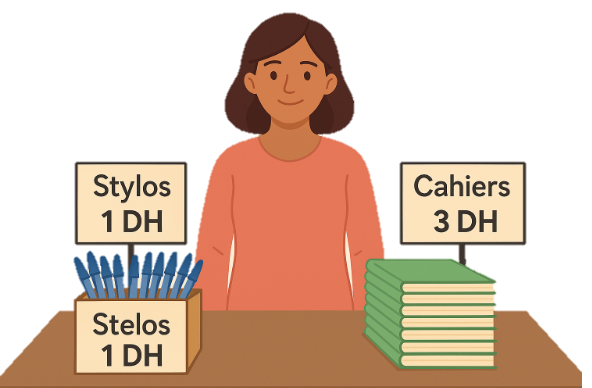 Stylos
1 DH
Cahiers
3 DH
Stelos
1 DH